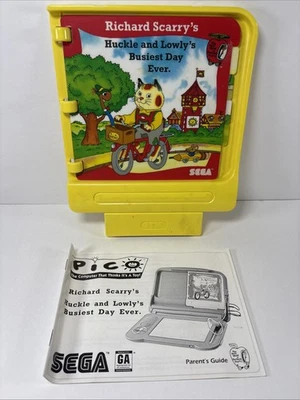 Richard Scarry's
Huckle and Lowly's
Busiest Day
Ever.
SEGA
PICO
The Computer That Thinks It's a Toy!
Richard Scarry's
Huckle and Lowly's
Busiest Day Ever.
SEGA
GA
Parent's Guide